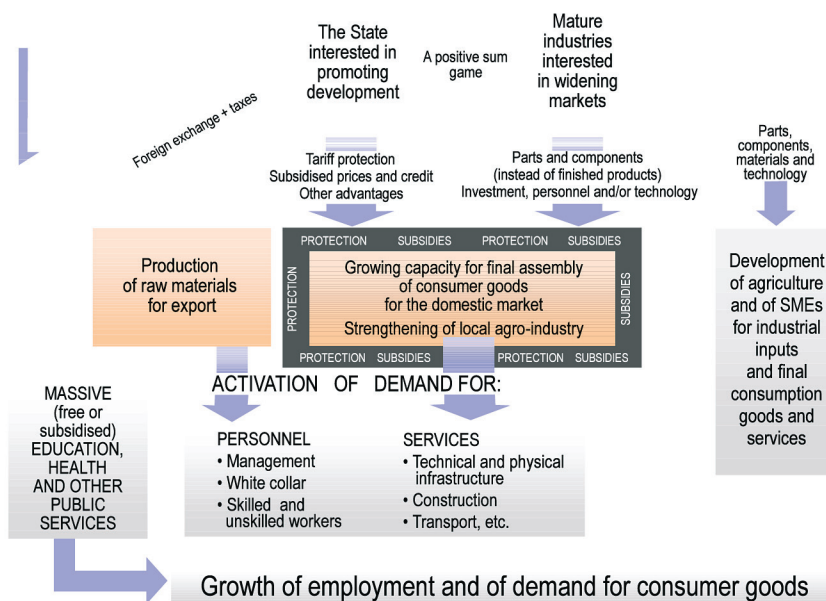 The State
interested in
promoting
development
A positive sum
game
Mature
industries
interested
in widening
markets
Foreign exchange + taxes
Tariff protection
Subsidised prices and credit
Other advantages
Parts and components
(instead of finished products)
Investment, personnel and/or technology
Parts,
components,
materials and
technology
Production
of raw materials
for export
PROTECTION SUBSIDIES PROTECTION SUBSIDIES
PROTECTION
Growing capacity for final assembly
of consumer goods
for the domestic market
Strengthening of local agro-industry
SUBSIDIES
PROTECTION SUBSIDIES PROTECTION SUBSIDIES
Development
of agriculture
and of SMEs
for industrial
inputs
and final
consumption
goods and
services
ACTIVATION OF DEMAND FOR:
MASSIVE
(free or
subsidised)
EDUCATION,
HEALTH
AND OTHER
PUBLIC
SERVICES
PERSONNEL
• Management
• White collar
• Skilled and
unskilled workers
SERVICES
• Technical and physical
infrastructure
• Construction
• Transport, etc.
Growth of employment and of demand for consumer goods